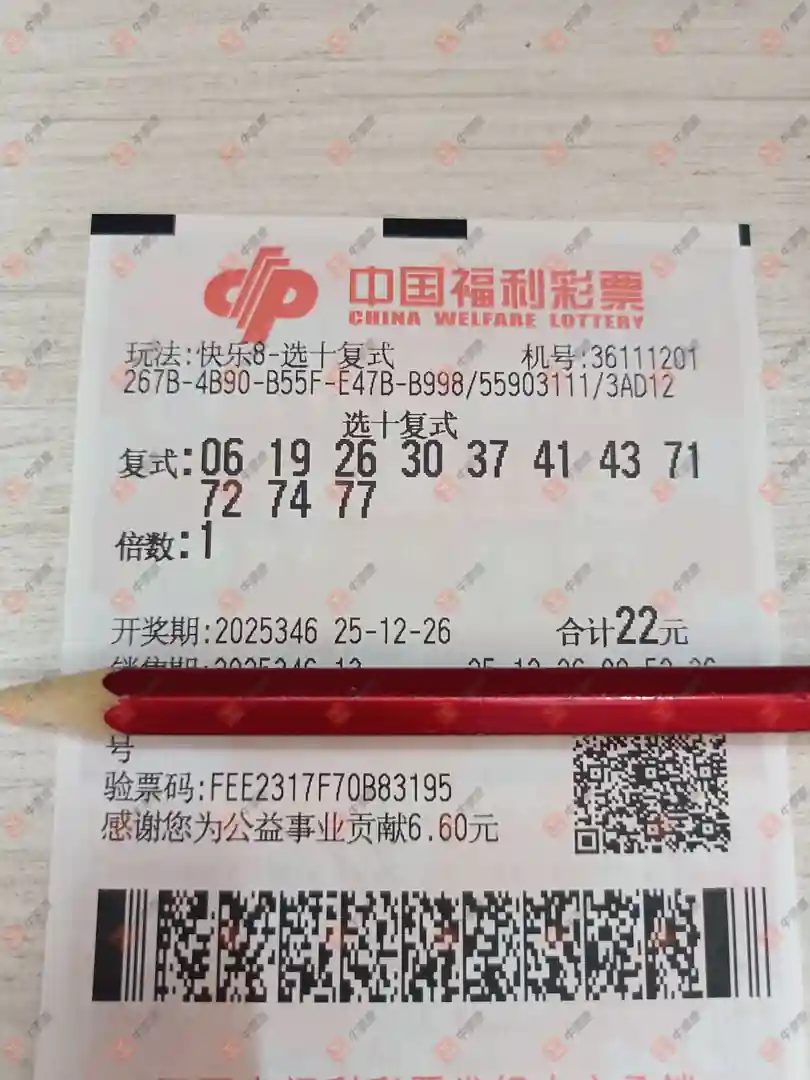 中国福利彩票
CHINA WELFARE LOTTERY
玩法:快乐8-选十复式 机号:36111201
267B-4B90-B55F-E47B-B998/55903111/3AD12
选十复式
复式:06 19 26 30 37 41 43 71
72 74 77
倍数:1
开奖期:2025346 25-12-26 合计22元
号
验票码:FEE2317F70B83195
感谢您为公益事业贡献6.60元